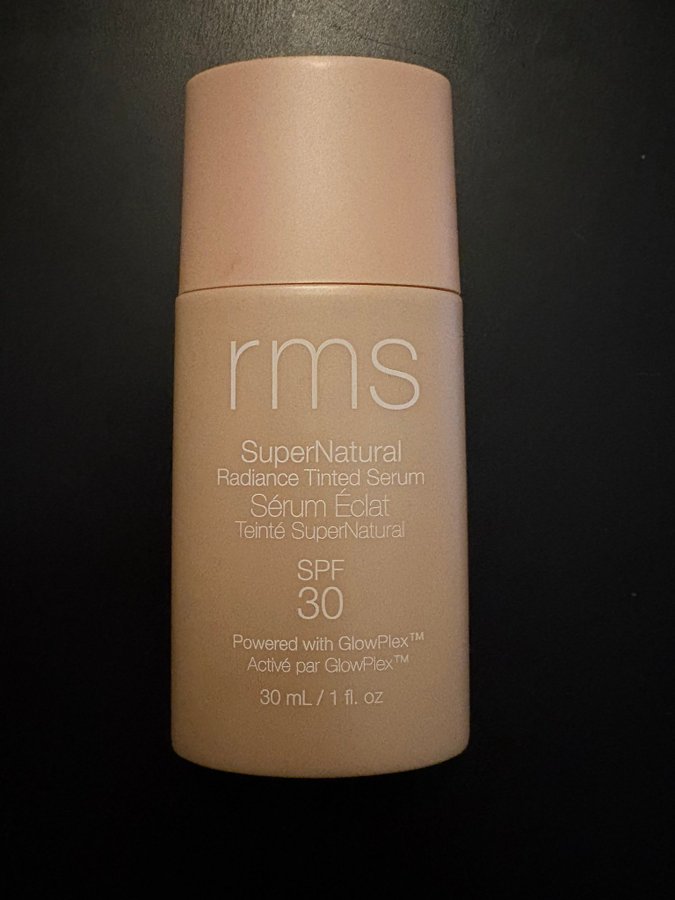 rms
SuperNatural
Radiance Tinted Serum
Sérum Éclat
Teinté SuperNatural
SPF
30
Powered with GlowPlex™
Activé par GlowPlex™
30 mL / 1 fl. oz